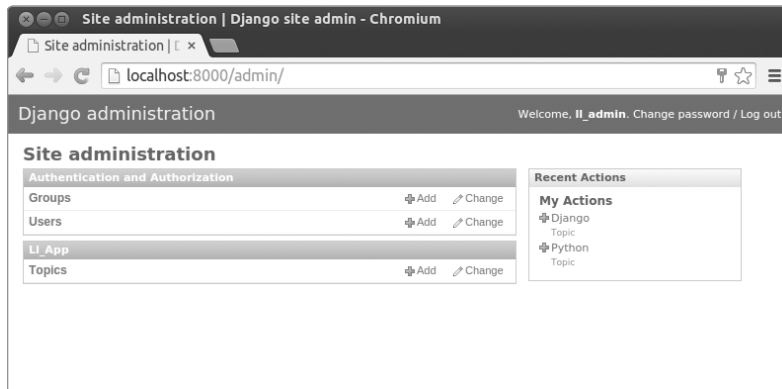 Site administration | Django site admin - Chromium
Site administration |
localhost:8000/admin/
Django administration
Welcome, ll_admin. Change password / Log out
Site administration
Authentication and Authorization
Groups Add Change
Users Add Change
Ll_App
Topics Add Change
Recent Actions
My Actions
Django
Topic
Python
Topic